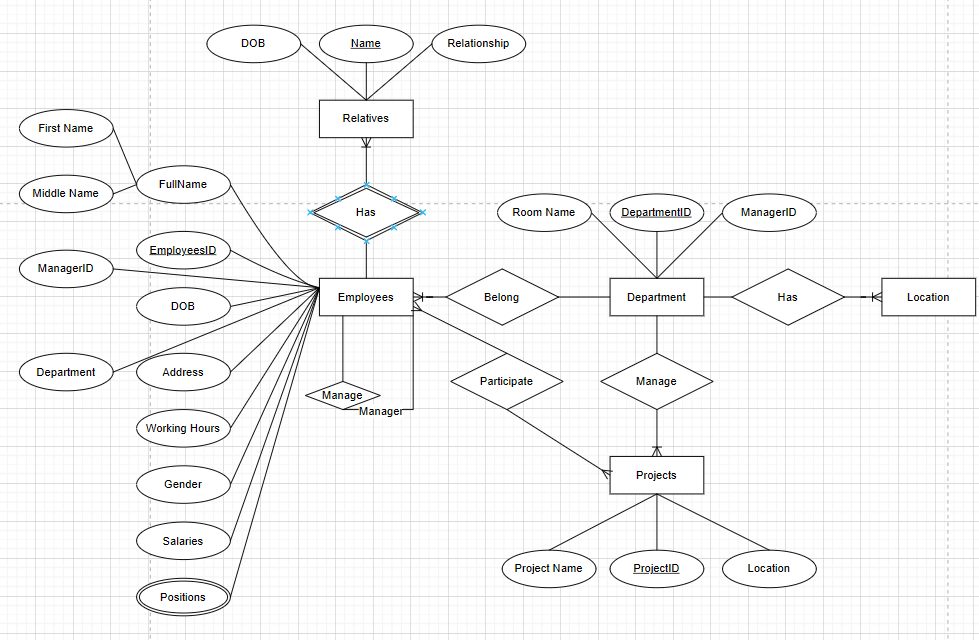 DOB
Name
Relationship
Relatives
First Name
Middle Name
FullName
Has
Room Name
DepartmentID
ManagerID
EmployeesID
ManagerID
DOB
Employees
Belong
Department
Has
Location
Department
Address
Manage
Manager
Participate
Manage
Working Hours
Gender
Projects
Salaries
Project Name
ProjectID
Location
Positions